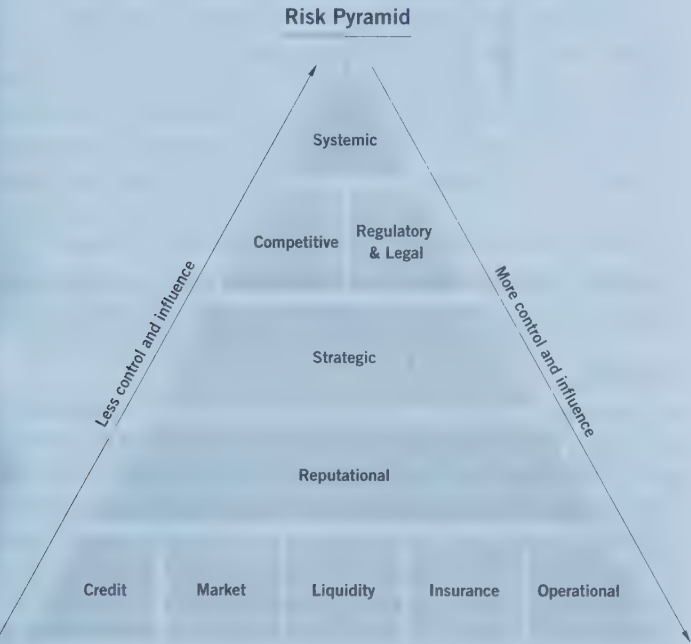 Risk Pyramid
Systemic
Competitive
Regulatory
& Legal
Less control and influence
More control and influence
Strategic
Reputational
Credit
Market
Liquidity
Insurance
Operational